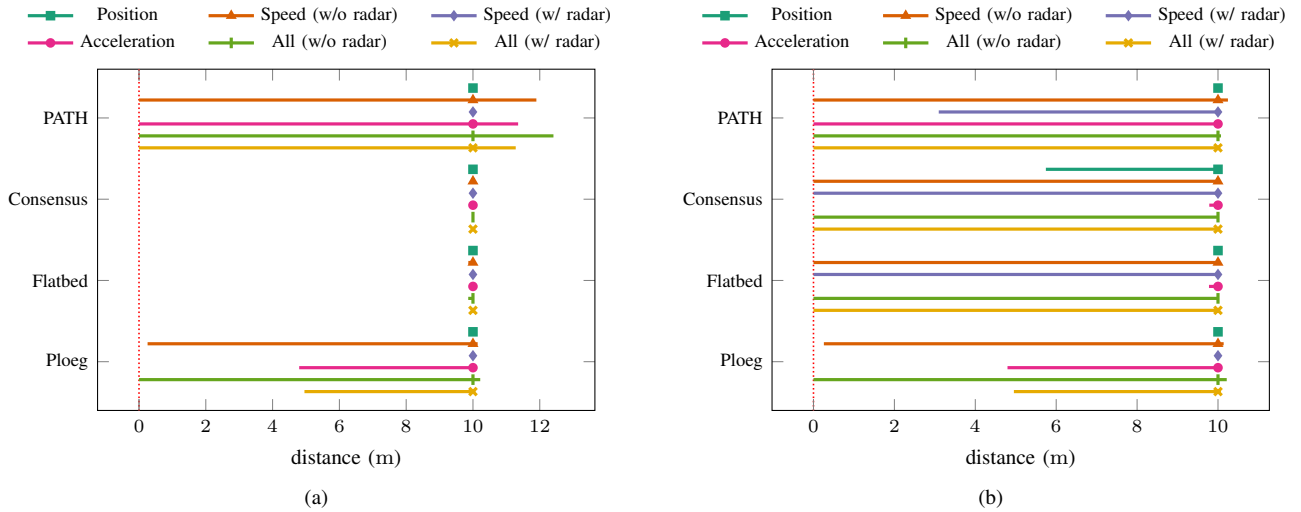 Position Speed (w/o radar) Speed (w/ radar)
Acceleration All (w/o radar) All (w/ radar)
PATH
Consensus
Flatbed
Ploeg
0 2 4 6 8 10 12
distance (m)
(a)
Position Speed (w/o radar) Speed (w/ radar)
Acceleration All (w/o radar) All (w/ radar)
PATH
Consensus
Flatbed
Ploeg
0 2 4 6 8 10
distance (m)
(b)